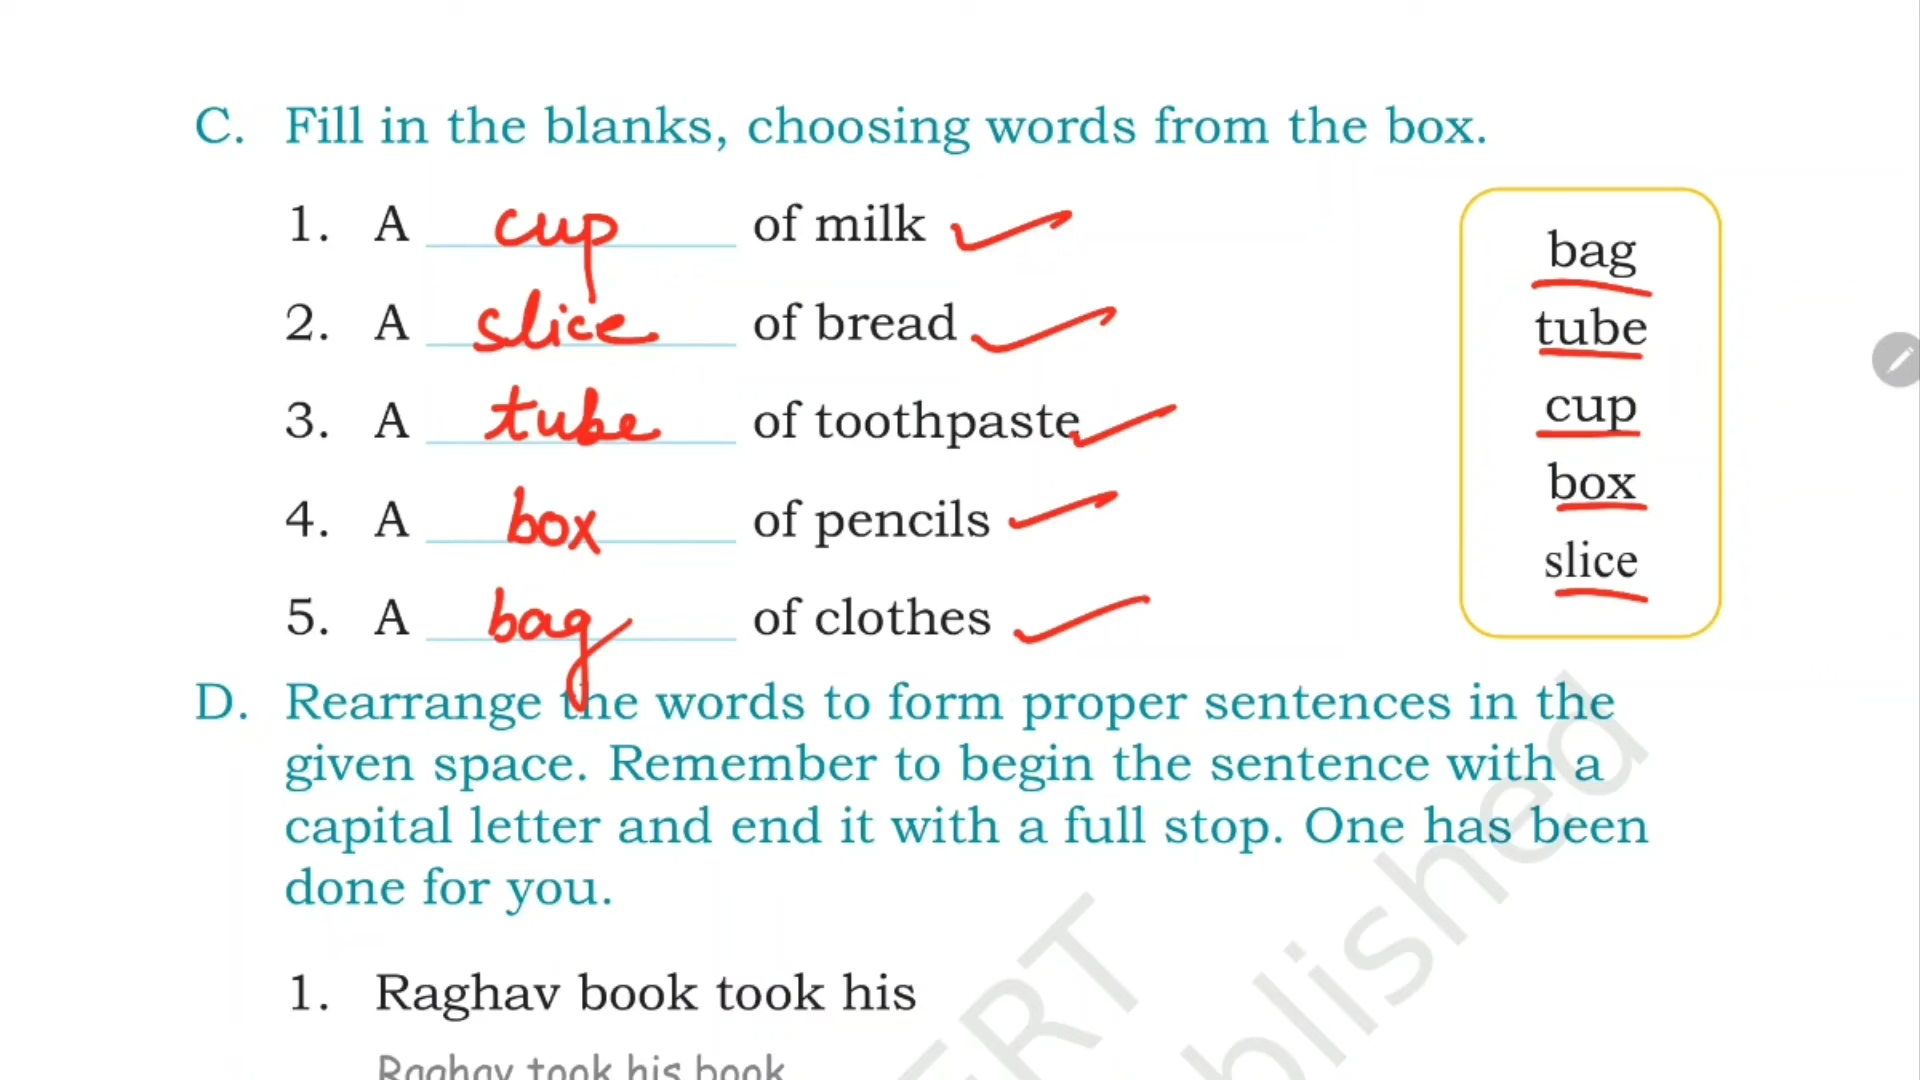 C. Fill in the blanks, choosing words from the box.
1. A cup of milk
2. A slice of bread
3. A tube of toothpaste
4. A box of pencils
5. A bag of clothes
bag
tube
cup
box
slice
D. Rearrange the words to form proper sentences in the
given space. Remember to begin the sentence with a
capital letter and end it with a full stop. One has been
done for you.
1. Raghav book took his
Raghav took his book